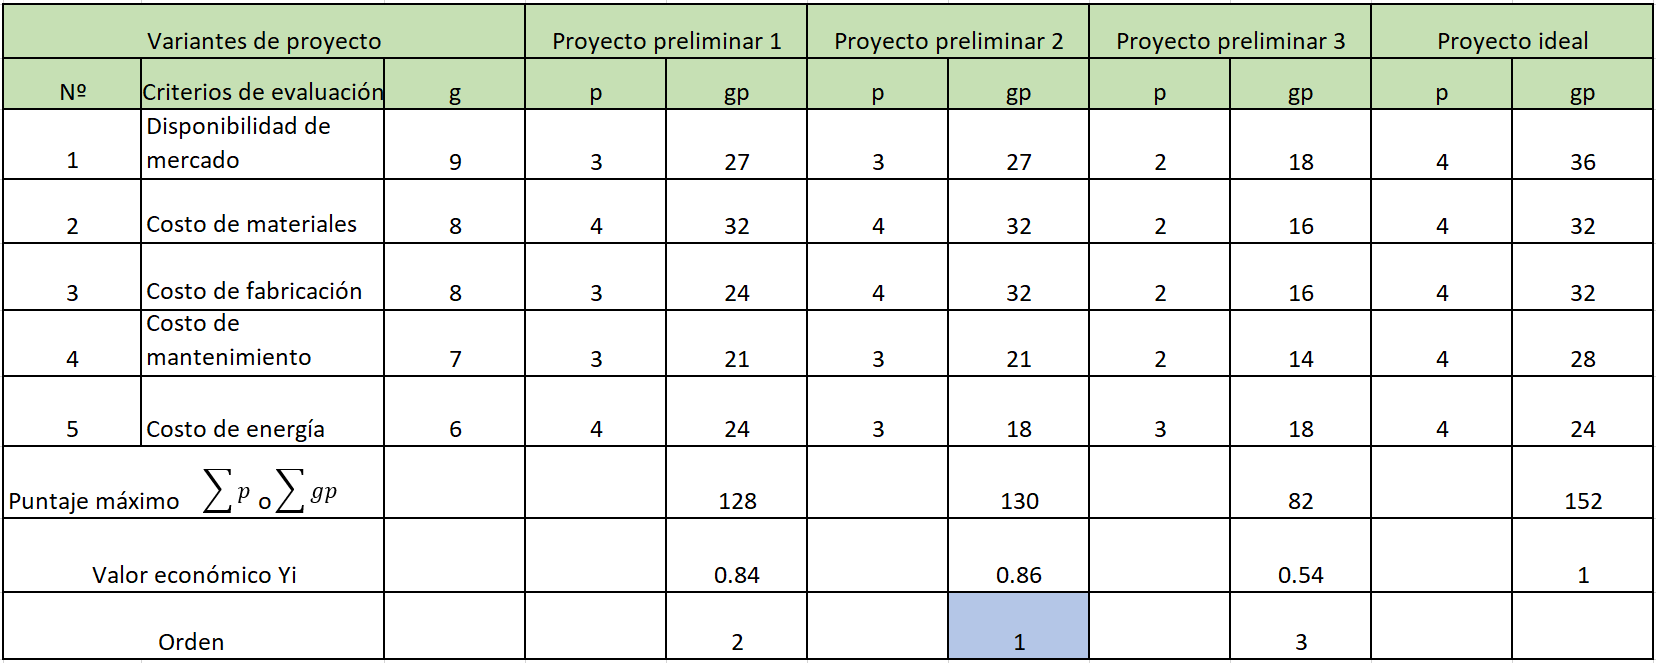 Variantes de proyecto Proyecto preliminar 1 Proyecto preliminar 2 Proyecto preliminar 3 Proyecto ideal
Nº Criterios de evaluación g p gp p gp p gp p gp
Disponibilidad de
1 mercado 9 3 27 3 27 2 18 4 36
2 Costo de materiales 8 4 32 4 32 2 16 4 32
3 Costo de fabricación 8 3 24 4 32 2 16 4 32
Costo de
4 mantenimiento 7 3 21 3 21 2 14 4 28
5 Costo de energía 6 4 24 3 18 3 18 4 24
Puntaje máximo ∑p o ∑gp 128 130 82 152
Valor económico Yi 0.84 0.86 0.54 1
Orden 2 1 3